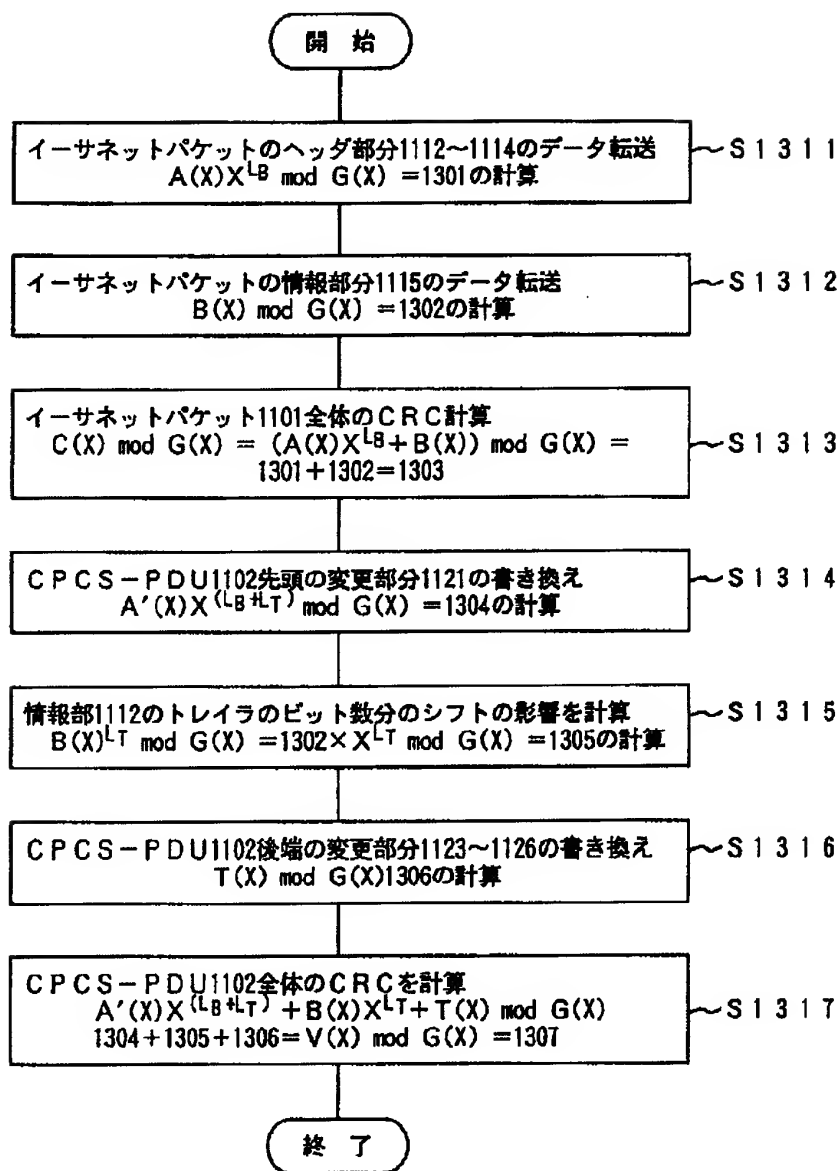 開 始
イーサネットパケットのヘッダ部分1112~1114のデータ転送
A(X)X^LB mod G(X) =1301の計算
~S1311
イーサネットパケットの情報部分1115のデータ転送
B(X) mod G(X) =1302の計算
~S1312
イーサネットパケット1101全体のCRC計算
C(X) mod G(X) = (A(X)X^LB+B(X)) mod G(X) =
1301+1302=1303
~S1313
CPCS-PDU1102先頭の変更部分1121の書き換え
A′(X)X^(LB+LT) mod G(X) =1304の計算
~S1314
情報部1112のトレイラのビット数分のシフトの影響を計算
B(X)^LT mod G(X) =1302×X^LT mod G(X) =1305の計算
~S1315
CPCS-PDU1102後端の変更部分1123~1126の書き換え
T(X) mod G(X)1306の計算
~S1316
CPCS-PDU1102全体のCRCを計算
A′(X)X^(LB+LT)+B(X)X^LT+T(X) mod G(X)
1304+1305+1306=V(X) mod G(X) =1307
~S1317
終 了